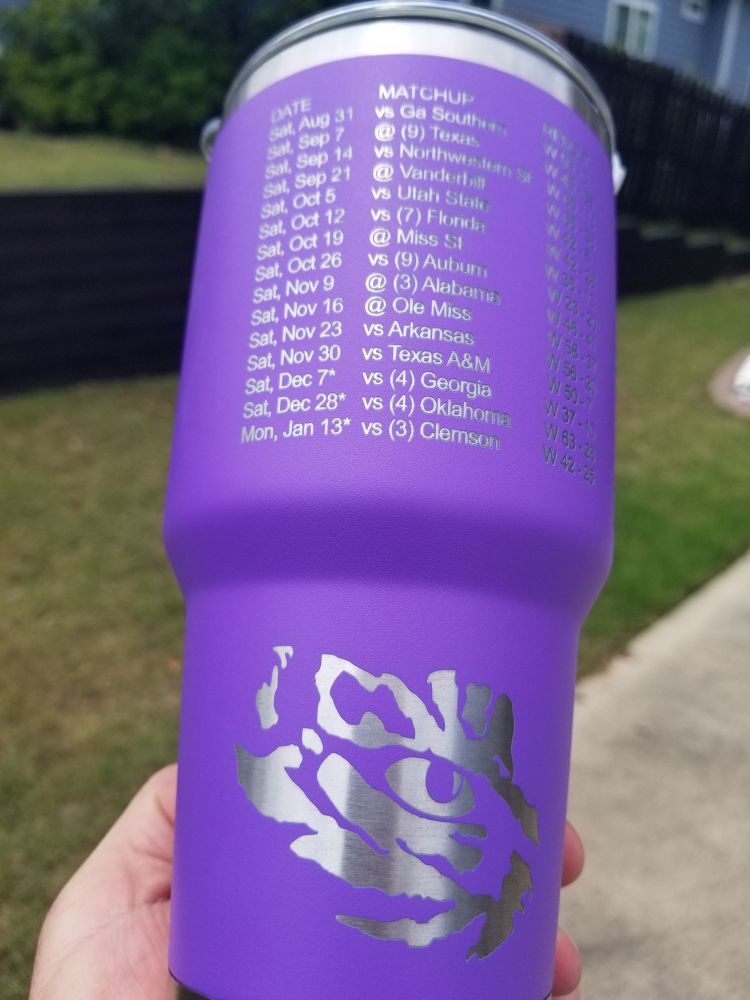 DATE MATCHUP
Sat, Aug 31 vs Ga Southern
Sat, Sep 7 @ (9) Texas
Sat, Sep 14 vs Northwestern St
Sat, Sep 21 @ Vanderbilt
Sat, Oct 5 vs Utah State
Sat, Oct 12 vs (7) Florida
Sat, Oct 19 @ Miss St
Sat, Oct 26 vs (9) Auburn
Sat, Nov 9 @ (3) Alabama
Sat, Nov 16 @ Ole Miss
Sat, Nov 23 vs Arkansas
Sat, Nov 30 vs Texas A&M W 50 - 7
Sat, Dec 7* vs (4) Georgia W 37 - 10
Sat, Dec 28* vs (4) Oklahoma W 63 - 28
Mon, Jan 13* vs (3) Clemson W 42 - 25